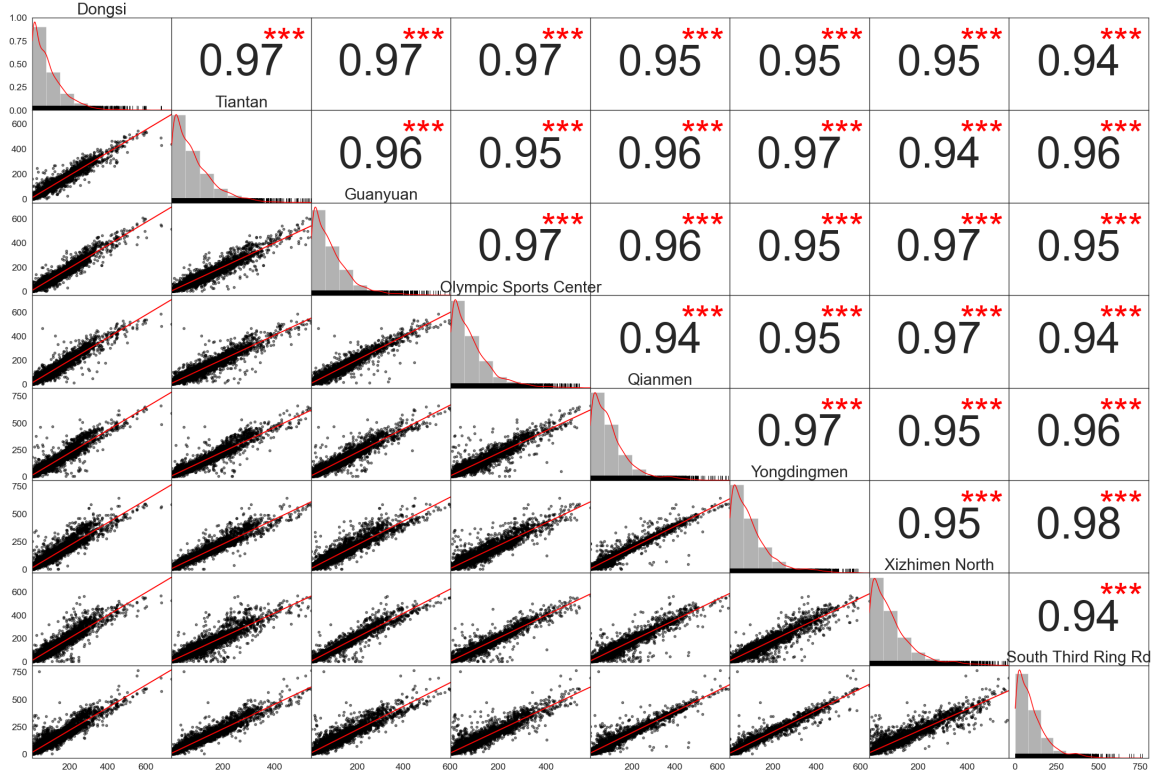 Dongsi
1.00
0.75
0.50
0.25
0.00
0.97*** 0.97*** 0.97*** 0.95*** 0.95*** 0.95*** 0.94***
Tiantan
600
400
200
0
0.96*** 0.95*** 0.96*** 0.97*** 0.94*** 0.96***
Guanyuan
600
400
200
0
0.97*** 0.96*** 0.95*** 0.97*** 0.95***
Olympic Sports Center
600
400
200
0
0.94*** 0.95*** 0.97*** 0.94***
Qianmen
750
500
250
0
0.97*** 0.95*** 0.96***
Yongdingmen
750
500
250
0
0.95*** 0.98***
Xizhimen North
600
400
200
0
0.94***
South Third Ring Rd
750
500
250
0
200 400 600 200 400 200 400 600 200 400 200 400 600 200 400 600 200 400 0 250 500 750